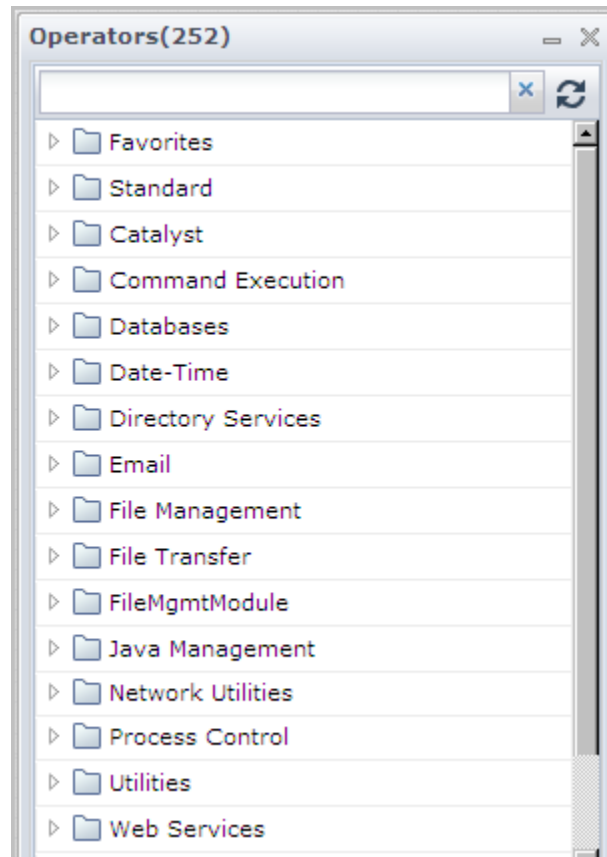 Operators(252)
Favorites
Standard
Catalyst
Command Execution
Databases
Date-Time
Directory Services
Email
File Management
File Transfer
FileMgmtModule
Java Management
Network Utilities
Process Control
Utilities
Web Services